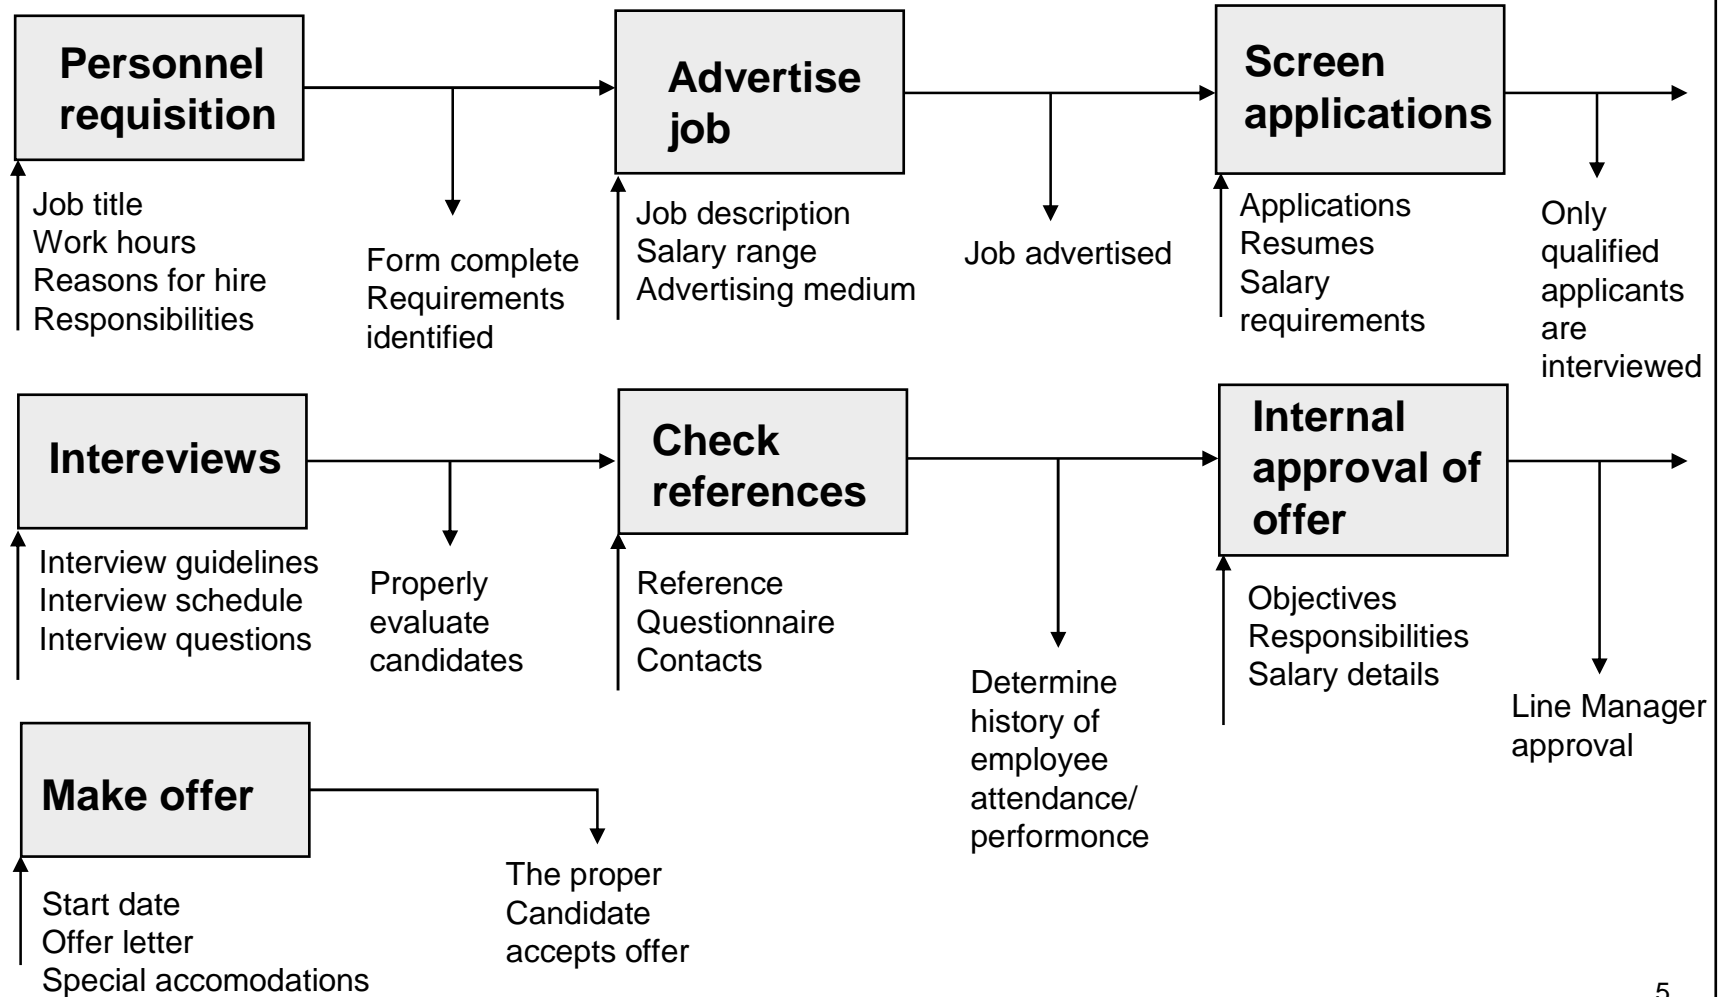 Personnel
requisition
Job title
Work hours
Reasons for hire
Responsibilities
Form complete
Requirements
identified
Advertise
job
Job description
Salary range
Advertising medium
Job advertised
Screen
applications
Applications
Resumes
Salary
requirements
Only
qualified
applicants
are
interviewed
Intereviews
Interview guidelines
Interview schedule
Interview questions
Properly
evaluate
candidates
Check
references
Reference
Questionnaire
Contacts
Determine
history of
employee
attendance/
performonce
Internal
approval of
offer
Objectives
Responsibilities
Salary details
Line Manager
approval
Make offer
Start date
Offer letter
Special accomodations
The proper
Candidate
accepts offer
5